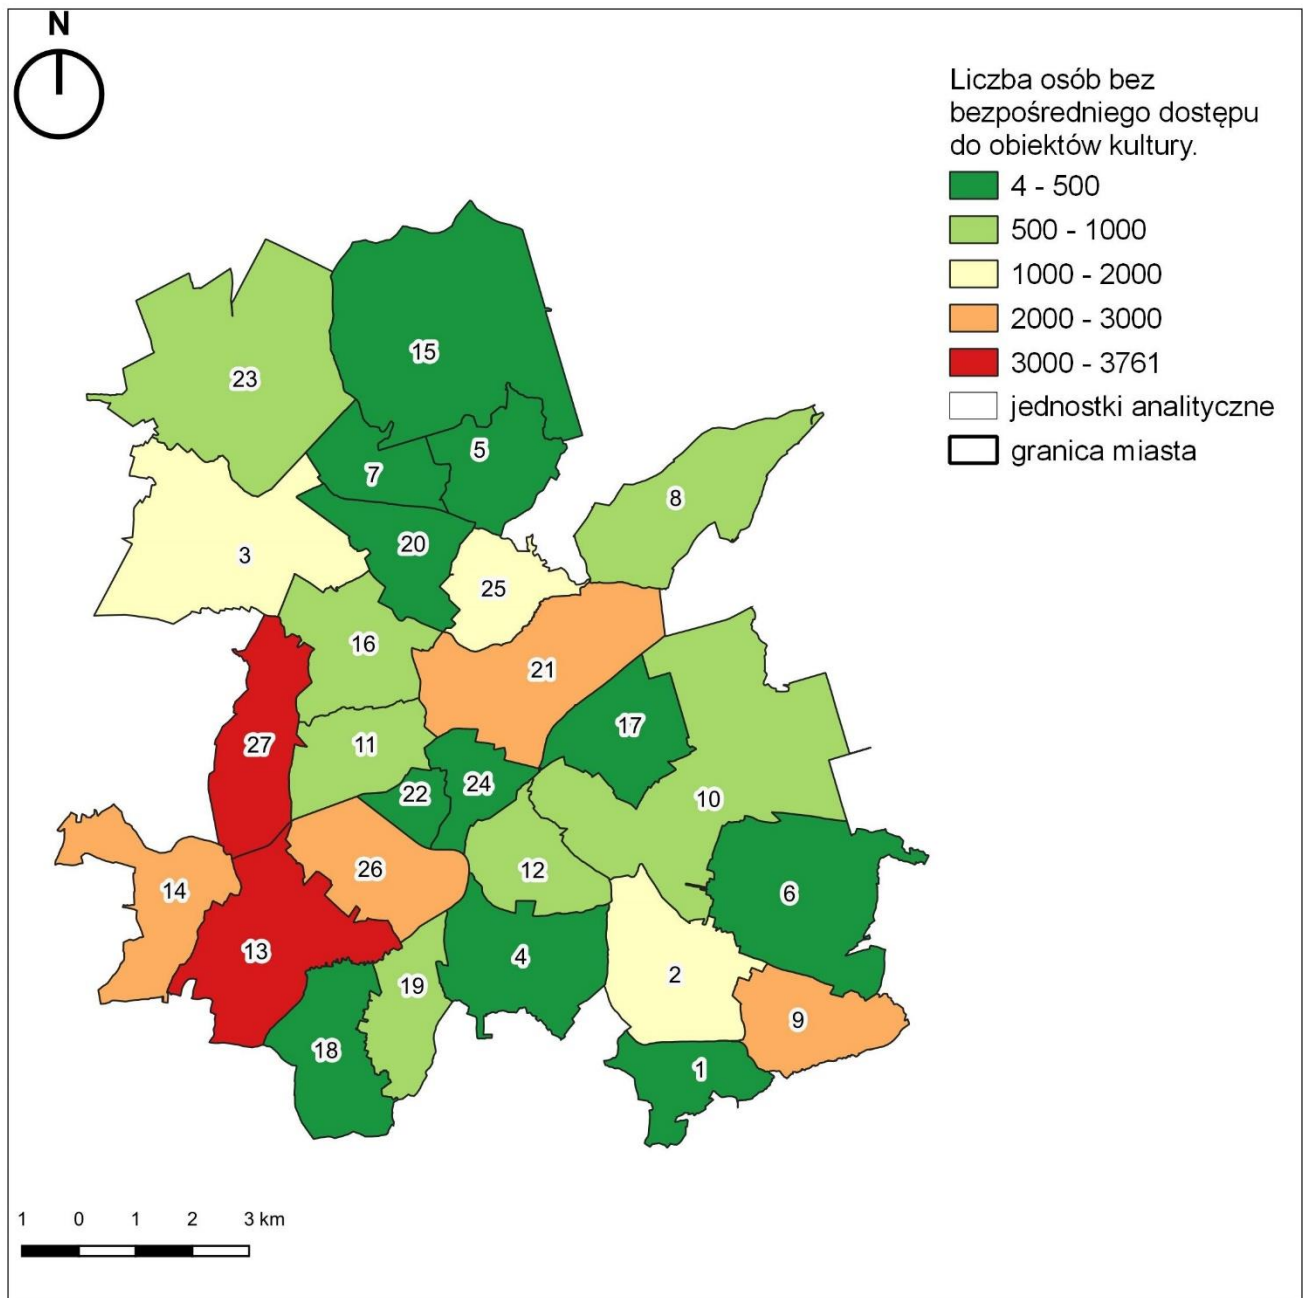 N
Liczba osób bez
bezpośredniego dostępu
do obiektów kultury.
4 - 500
500 - 1000
1000 - 2000
2000 - 3000
3000 - 3761
jednostki analityczne
granica miasta
15
23
5
7
8
20
3
25
16
21
17
27
11
24
22
10
12
26
14
6
13
4
2
19
9
18
1
1 0 1 2 3 km